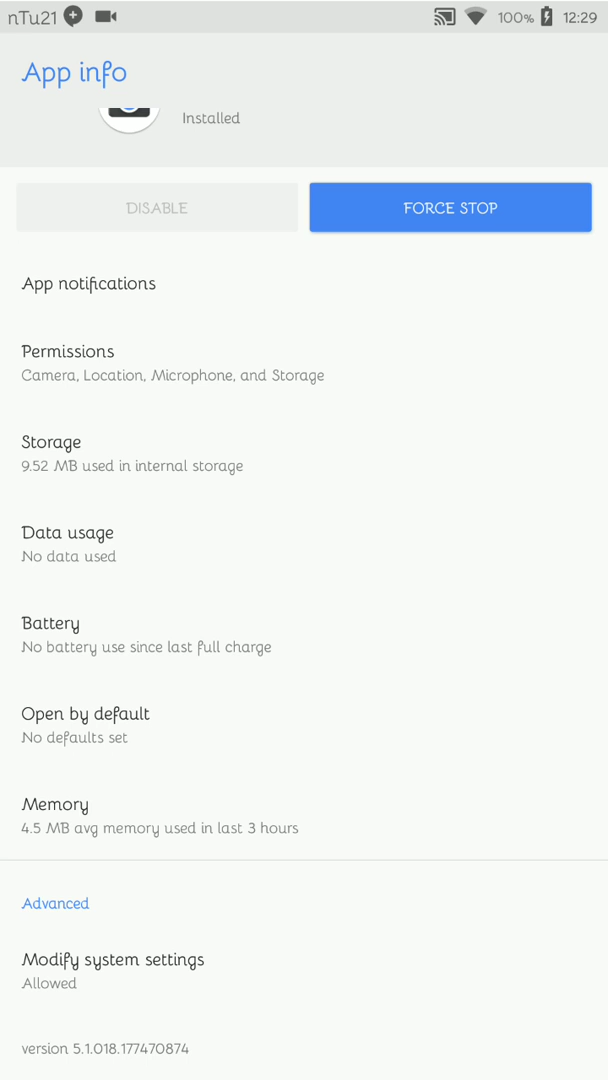 nTu21 100% 12:29
App info
Installed
DISABLE FORCE STOP
App notifications
Permissions
Camera, Location, Microphone, and Storage
Storage
9.52 MB used in internal storage
Data usage
No data used
Battery
No battery use since last full charge
Open by default
No defaults set
Memory
4.5 MB avg memory used in last 3 hours
Advanced
Modify system settings
Allowed
version 5.1.018.177470874